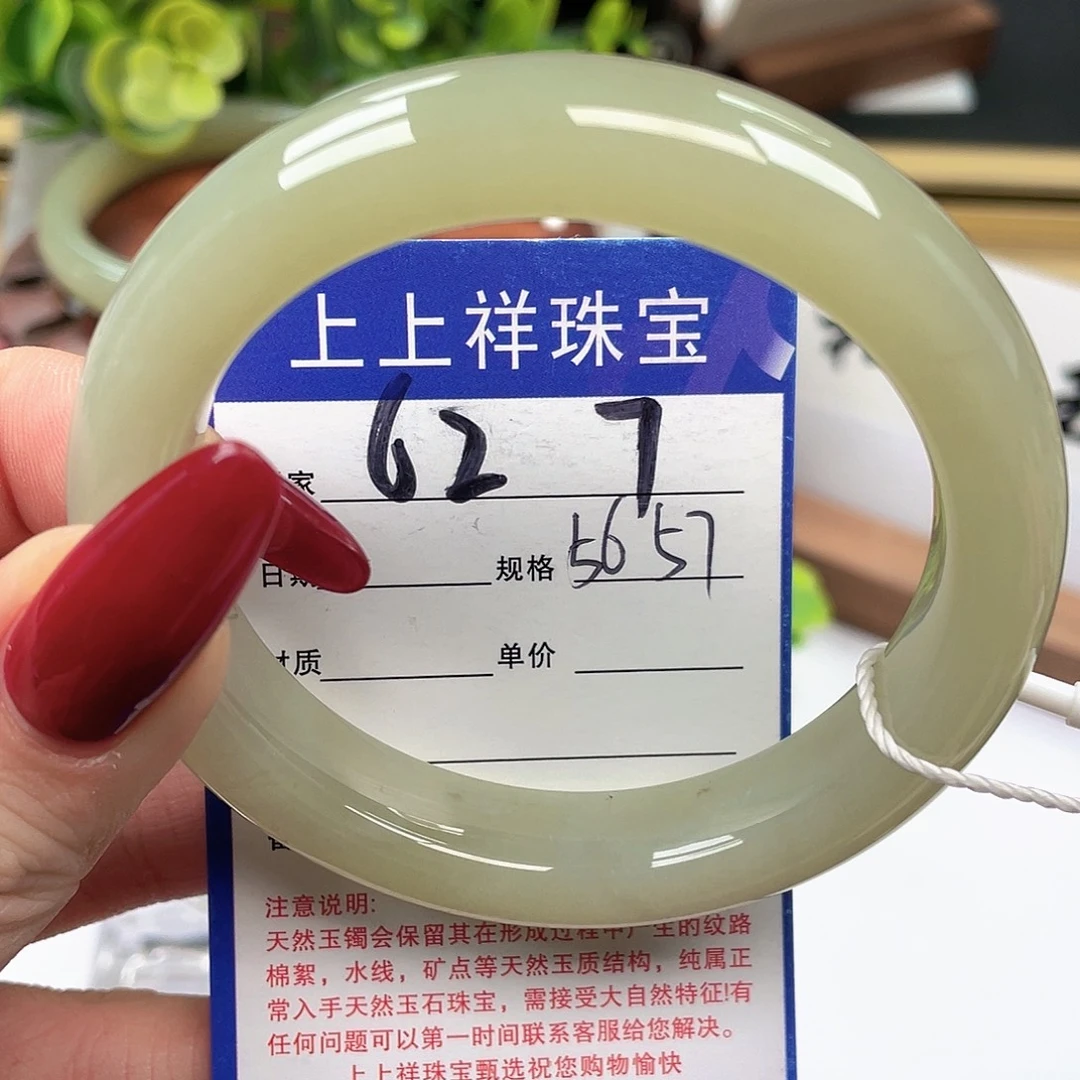 上上祥珠宝
家 62 7
日期 规格 56 57
材质 单价
注意说明:
天然玉镯会保留其在形成过程中产生的纹路
棉絮，水线，矿点等天然玉质结构，纯属正
常入手天然玉石珠宝，需接受大自然特征!有
任何问题可以第一时间联系客服给您解决。
上上祥珠宝甄选祝您购物愉快